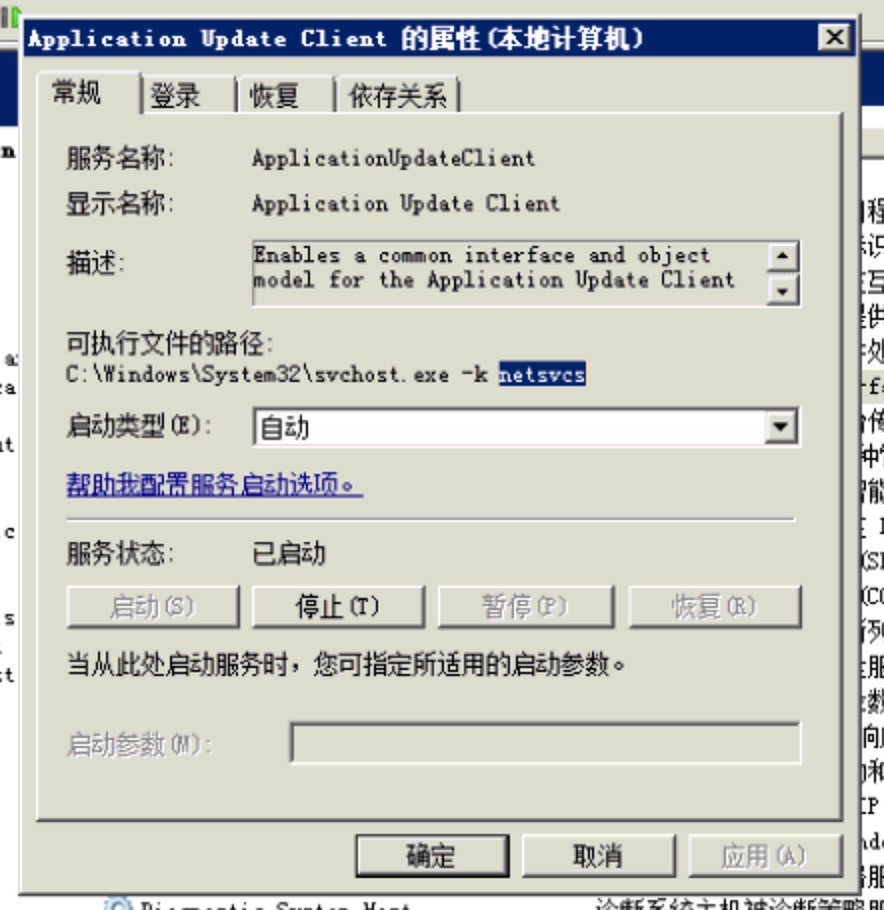 Application Update Client 的属性(本地计算机)
常规 登录 恢复 依存关系
服务名称: ApplicationUpdateClient
显示名称: Application Update Client
描述: Enables a common interface and object
model for the Application Update Client
可执行文件的路径:
C:\Windows\System32\svchost.exe -k netsvcs
启动类型(E): 自动
帮助我配置服务启动选项。
服务状态: 已启动
启动(S) 停止(T) 暂停(P) 恢复(R)
当从此处启动服务时，您可指定所适用的启动参数。
启动参数(M):
确定 取消 应用(A)